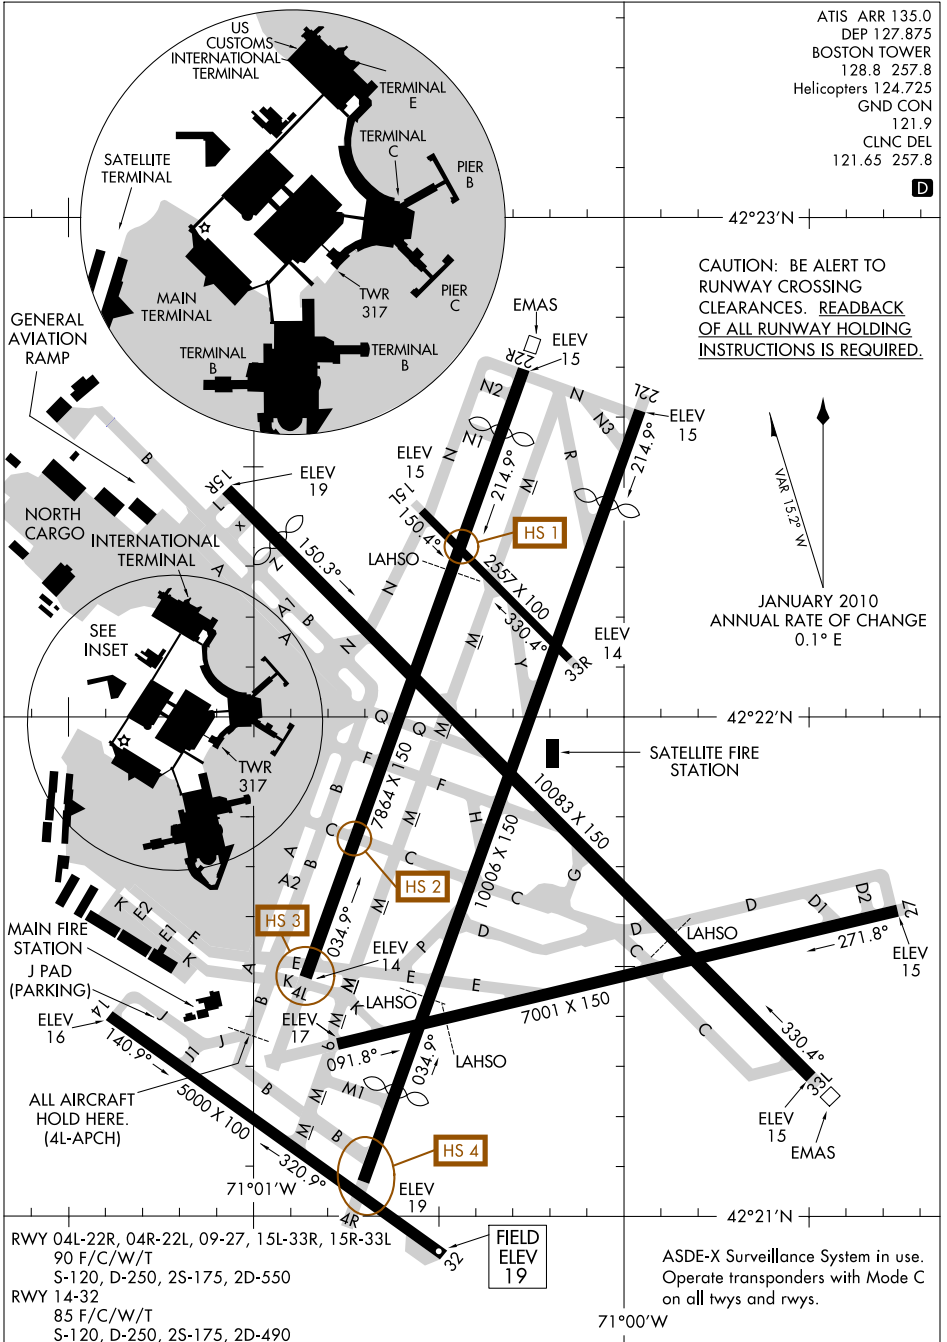 ATIS ARR 135.0
DEP 127.875
BOSTON TOWER
128.8 257.8
Helicopters 124.725
GND CON
121.9
CLNC DEL
121.65 257.8
D
US
CUSTOMS
INTERNATIONAL
TERMINAL
TERMINAL
E
TERMINAL
C
PIER
B
SATELLITE
TERMINAL
MAIN
TERMINAL
TWR
317
PIER
C
TERMINAL
B
TERMINAL
B
42°23'N
CAUTION: BE ALERT TO
RUNWAY CROSSING
CLEARANCES. READBACK
OF ALL RUNWAY HOLDING
INSTRUCTIONS IS REQUIRED.
GENERAL
AVIATION
RAMP
EMAS
ELEV
15
22R
22L
ELEV
15
N2
N
N3
N
N
Z
R
M
214.9°
214.9°
VAR 15.2° W
JANUARY 2010
ANNUAL RATE OF CHANGE
0.1° E
B
15R
ELEV
19
ELEV
15
15L
150.4°
HS 1
LAHSO
2557 X 100
330.4°
ELEV
14
33R
NORTH
CARGO
INTERNATIONAL
TERMINAL
L
X
N
150.3°
A
A1
B
A
N
Z
M
Y
SEE
INSET
TWR
317
42°22'N
SATELLITE FIRE
STATION
Q
Q
M
F
F
B
7864 X 150
M
H
10006 X 150
10083 X 150
C
HS 2
C
C
G
A
B
A2
M
034.9°
HS 3
K
E2
E1
E
K
MAIN FIRE
STATION
J PAD
(PARKING)
E
K
4L
ELEV
14
P
D
D
D
D1
D2
27
C
LAHSO
271.8°
ELEV
15
A
B
M
K
E
E
LAHSO
7001 X 150
ELEV
17
M
9
091.8°
034.9°
LAHSO
C
330.4°
33L
ELEV
15
EMAS
14
ELEV
16
J
J
J1
140.9°
5000 X 100
320.9°
ALL AIRCRAFT
HOLD HERE.
(4L-APCH)
B
M
M1
M
B
HS 4
ELEV
19
4R
32
FIELD
ELEV
19
71°01'W
42°21'N
71°00'W
RWY 04L-22R, 04R-22L, 09-27, 15L-33R, 15R-33L
90 F/C/W/T
S-120, D-250, 2S-175, 2D-550
RWY 14-32
85 F/C/W/T
S-120, D-250, 2S-175, 2D-490
ASDE-X Surveillance System in use.
Operate transponders with Mode C
on all twys and rwys.